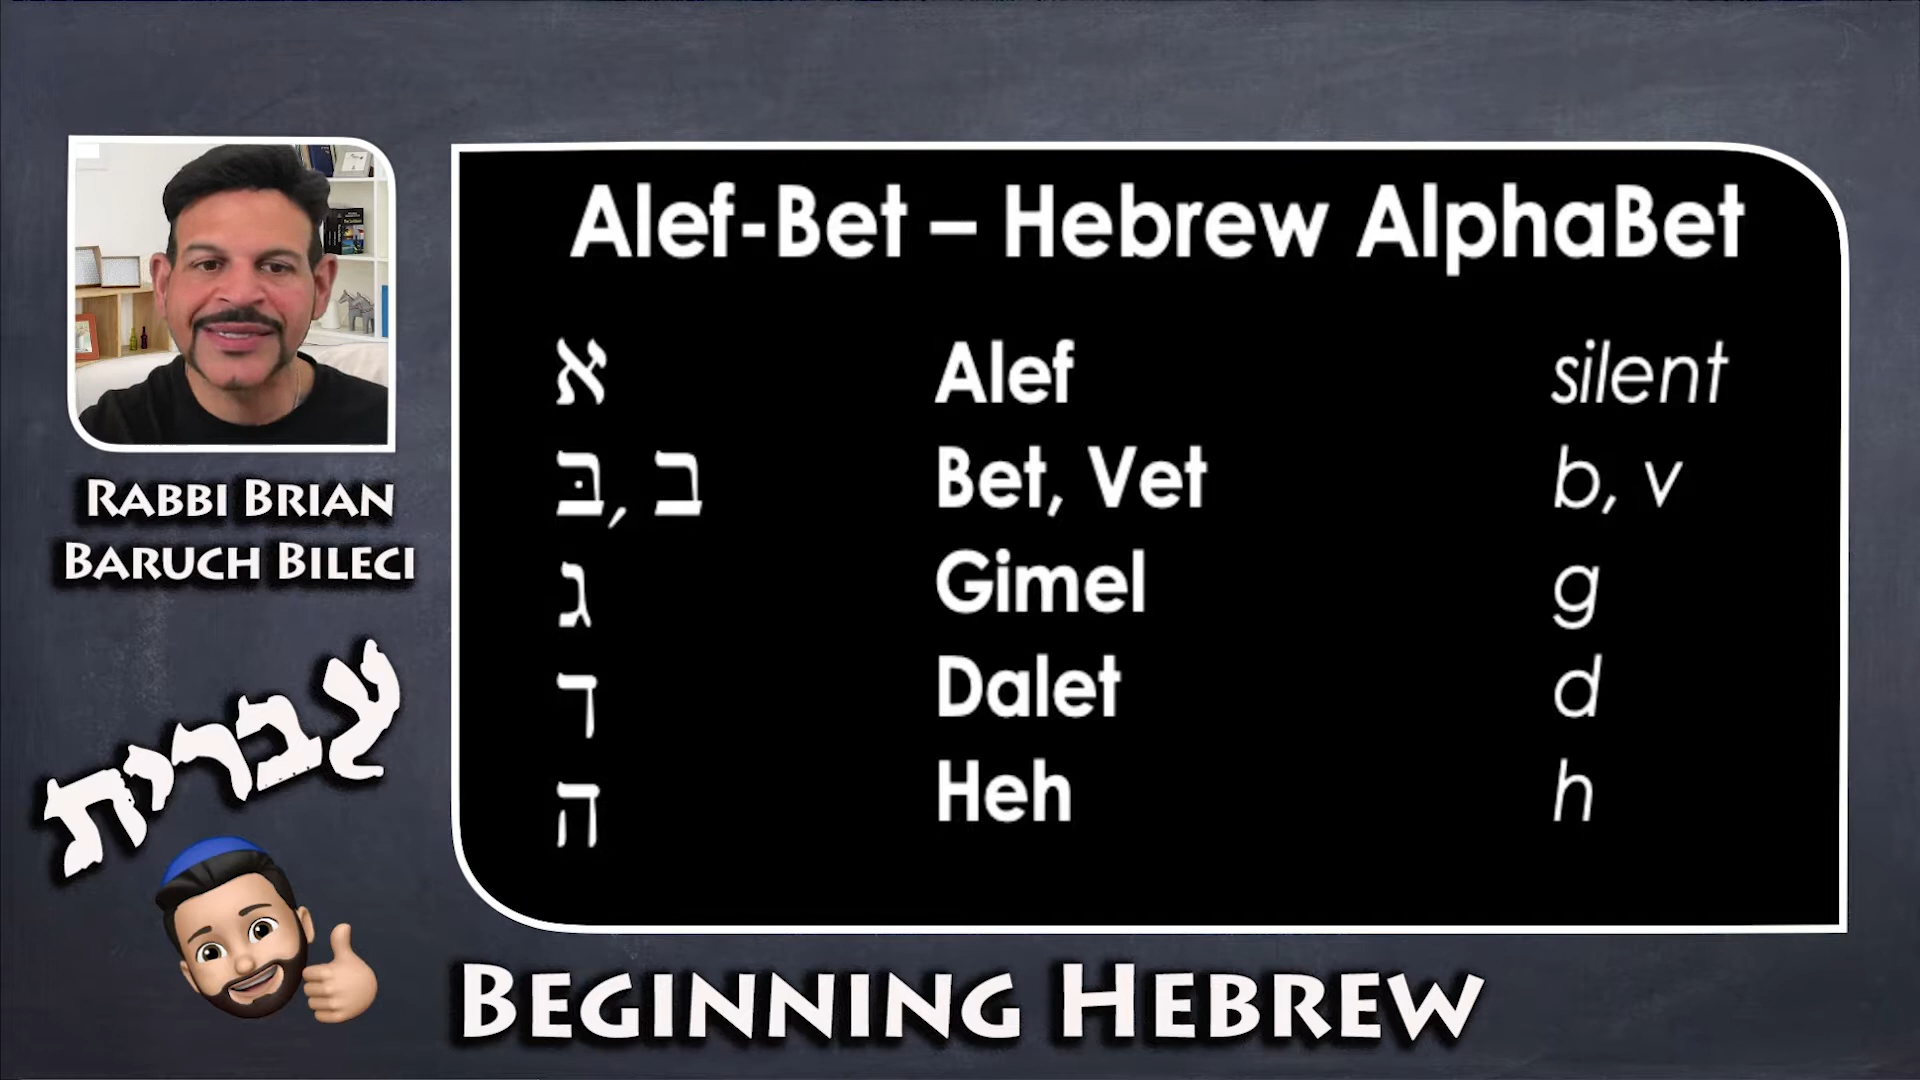 Alef-Bet – Hebrew AlphaBet
א Alef silent
בּ, ב Bet, Vet b, v
ג Gimel g
ד Dalet d
ה Heh h
RABBI BRIAN
BARUCH BILECI
עברית
BEGINNING HEBREW